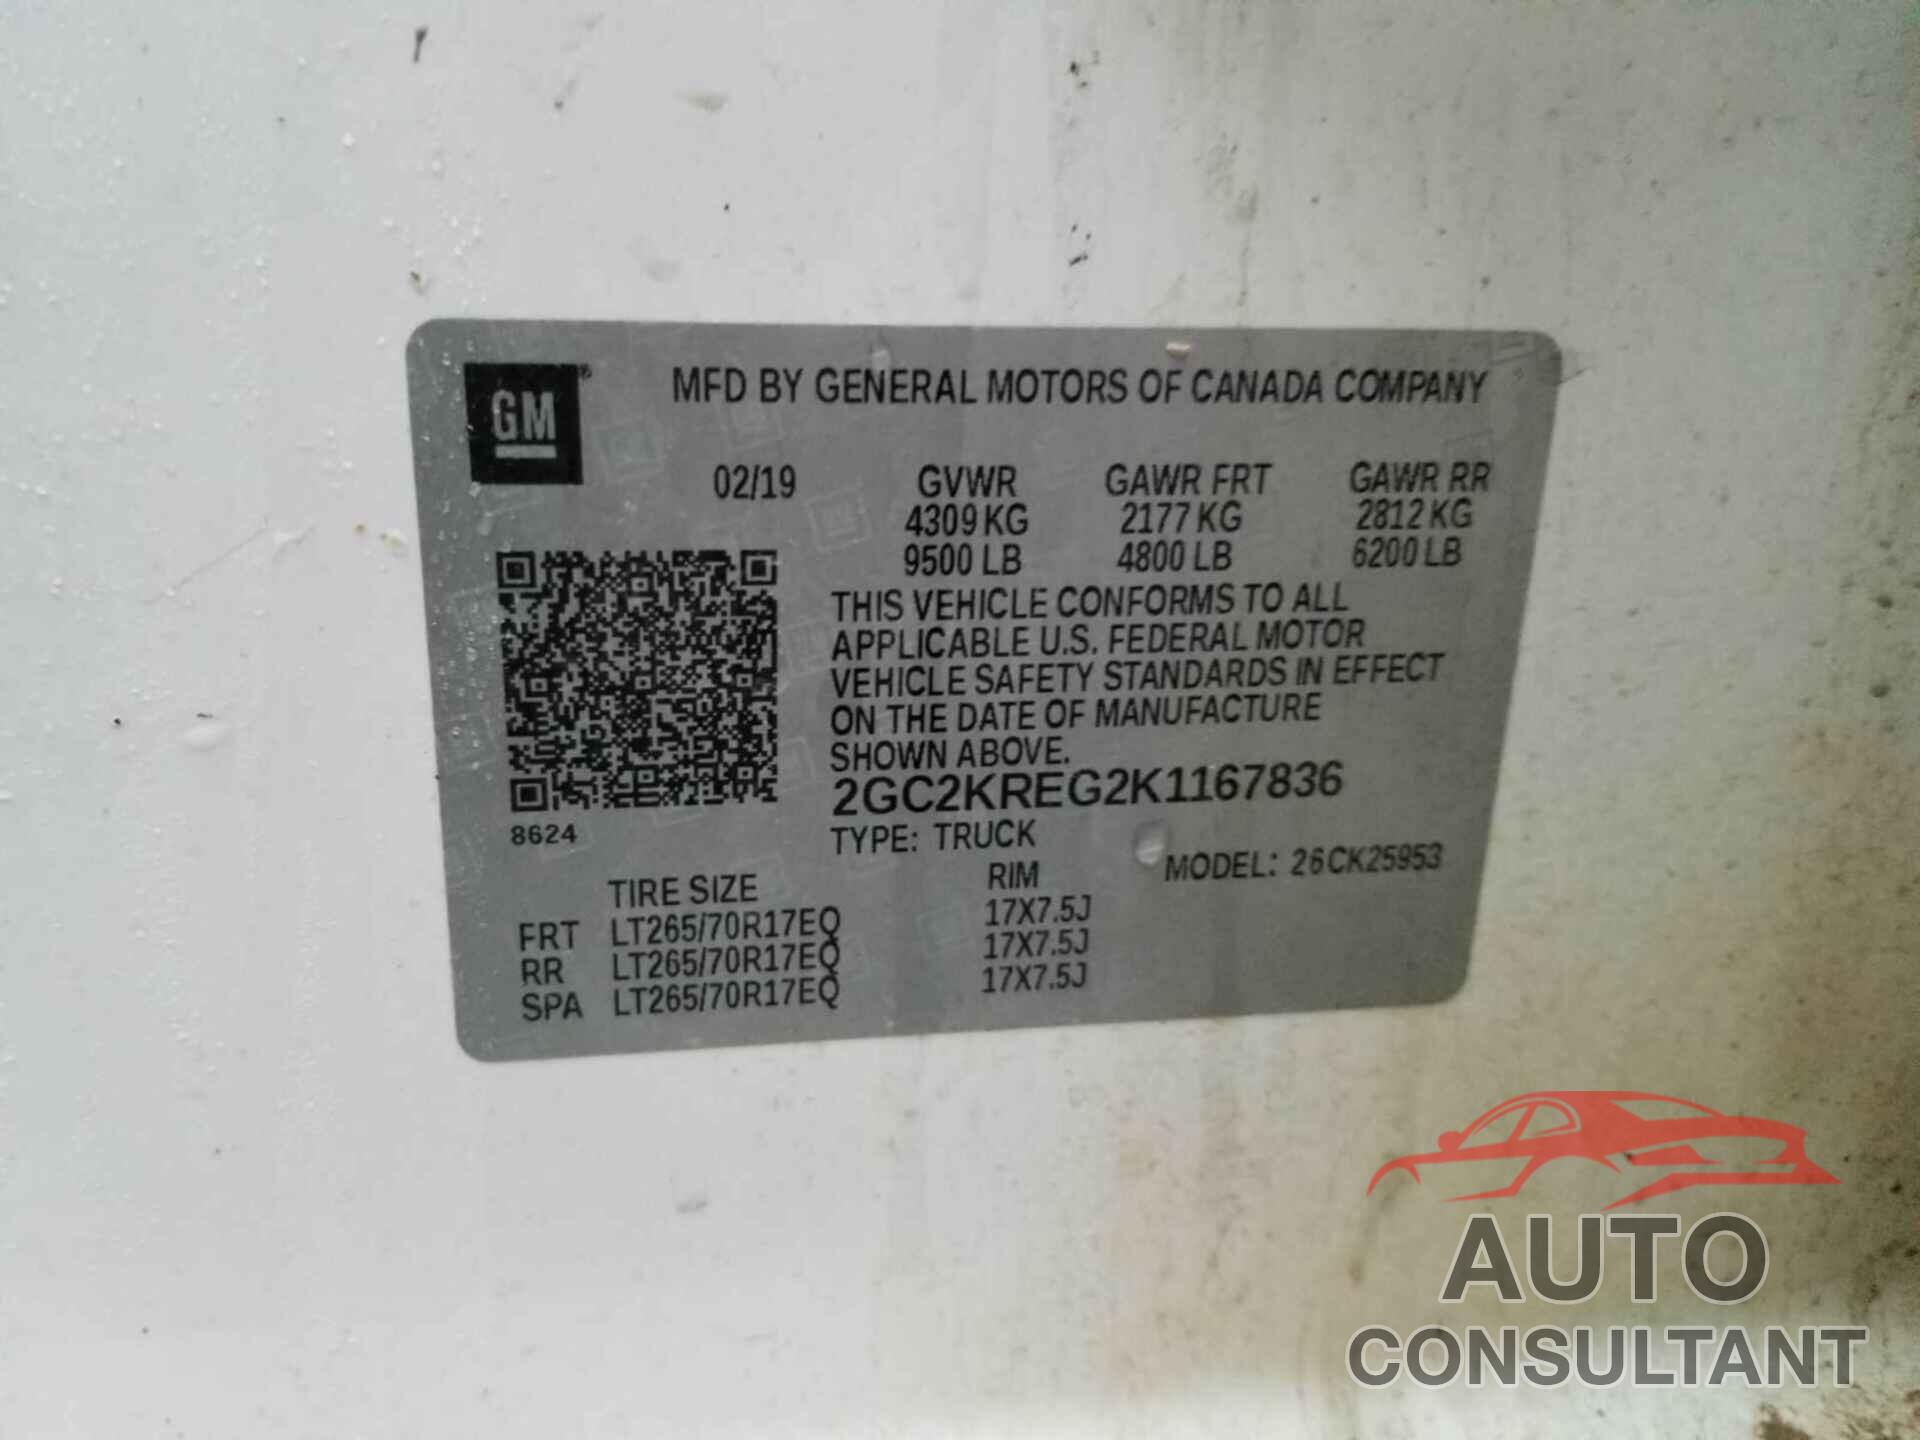 GM®
MFD BY GENERAL MOTORS OF CANADA COMPANY
02/19 GVWR GAWR FRT GAWR RR
4309 KG 2177 KG 2812 KG
9500 LB 4800 LB 6200 LB
THIS VEHICLE CONFORMS TO ALL
APPLICABLE U.S. FEDERAL MOTOR
VEHICLE SAFETY STANDARDS IN EFFECT
ON THE DATE OF MANUFACTURE
SHOWN ABOVE.
2GC2KREG2K1167836
8624
TYPE: TRUCK
MODEL: 26CK25953
TIRE SIZE RIM
FRT LT265/70R17EQ 17X7.5J
RR LT265/70R17EQ 17X7.5J
SPA LT265/70R17EQ 17X7.5J
AUTO
CONSULTANT